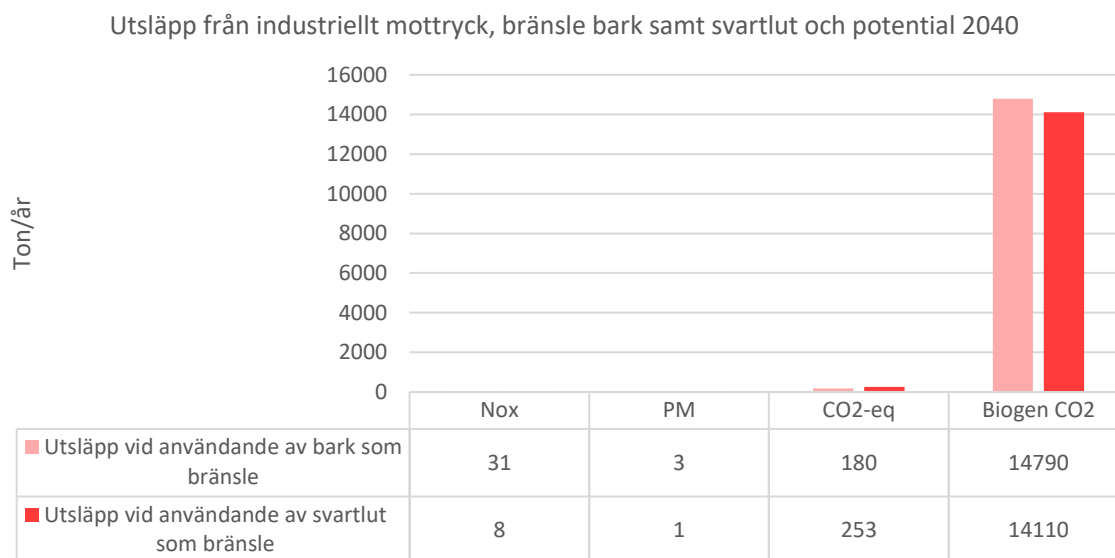 Utsläpp från industriellt mottryck, bränsle bark samt svartlut och potential 2040
Ton/år
16000
14000
12000
10000
8000
6000
4000
2000
0
Nox PM CO2-eq Biogen CO2
Utsläpp vid användande av bark som
bränsle
31 3 180 14790
Utsläpp vid användande av svartlut
som bränsle
8 1 253 14110